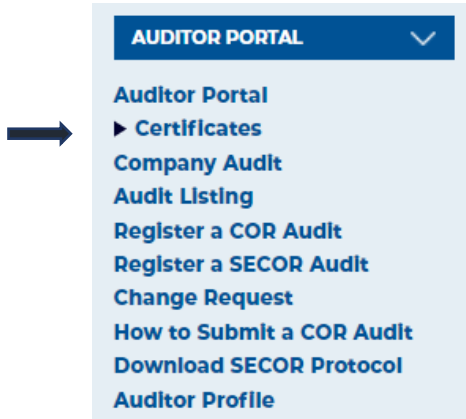 AUDITOR PORTAL
Auditor Portal
Certificates
Company Audit
Audit Listing
Register a COR Audit
Register a SECOR Audit
Change Request
How to Submit a COR Audit
Download SECOR Protocol
Auditor Profile